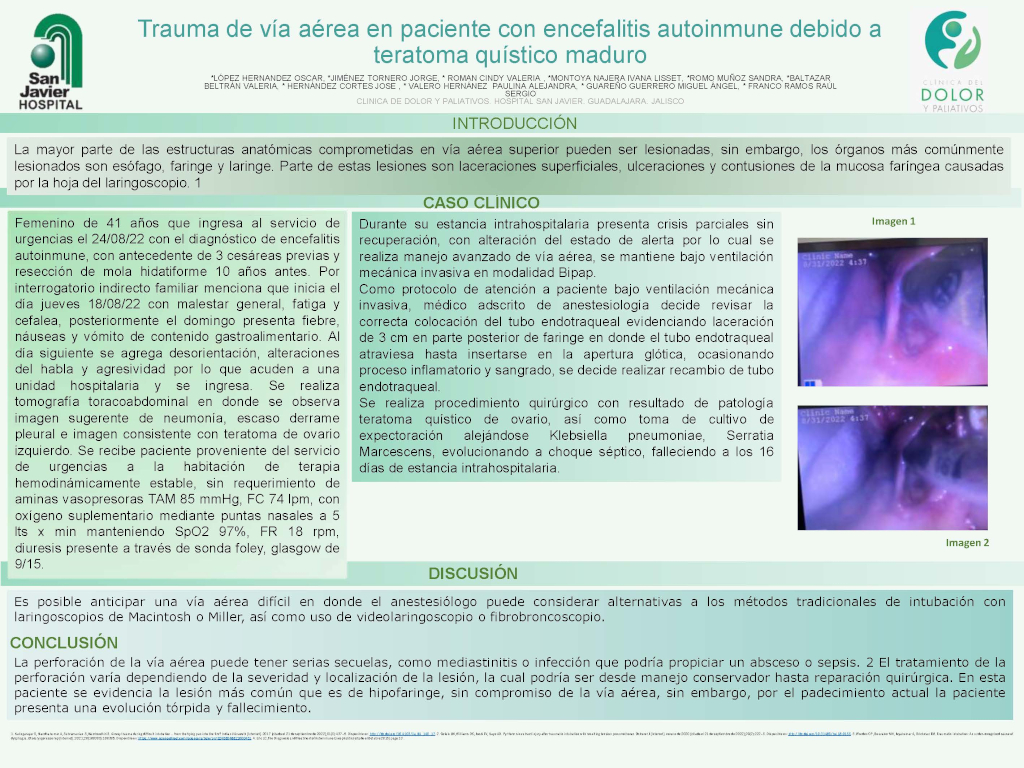 San
Javier
HOSPITAL
Trauma de vía aérea en paciente con encefalitis autoinmune debido a
teratoma quístico maduro
*LOPEZ HERNANDEZ OSCAR, *JIMÉNEZ TORNERO JORGE, * ROMAN CINDY VALERIA , *MONTOYA NAJERA IVANA LISSET, *ROMO MUÑOZ SANDRA, *BALTAZAR
BELTRÁN VALERIA, * HERNANDEZ CORTES JOSE , * VALERO HERNANEZ PAULINA ALEJANDRA, * GUAREÑO GUERRERO MIGUEL ANGEL, * FRANCO RAMOS RAÚL
SERGIO
CLINICA DE DOLOR Y PALIATIVOS. HOSPITAL SAN JAVIER. GUADALAJARA, JALISCO
CLÍNICA DEL
DOLOR
Y PALIATIVOS
INTRODUCCIÓN
La mayor parte de las estructuras anatómicas comprometidas en vía aérea superior pueden ser lesionadas, sin embargo, los órganos más comúnmente
lesionados son esófago, faringe y laringe. Parte de estas lesiones son laceraciones superficiales, ulceraciones y contusiones de la mucosa faríngea causadas
por la hoja del laringoscopio. 1
CASO CLÍNICO
Femenino de 41 años que ingresa al servicio de
urgencias el 24/08/22 con el diagnóstico de encefalitis
autoinmune, con antecedente de 3 cesáreas previas y
resección de mola hidatiforme 10 años antes. Por
interrogatorio indirecto familiar menciona que inicia el
día jueves 18/08/22 con malestar general, fatiga y
cefalea, posteriormente el domingo presenta fiebre,
náuseas y vómito de contenido gastroalimentario. Al
día siguiente se agrega desorientación, alteraciones
del habla y agresividad por lo que acuden a una
unidad hospitalaria y se ingresa. Se realiza
tomografía toracoabdominal en donde se observa
imagen sugerente de neumonía, escaso derrame
pleural e imagen consistente con teratoma de ovario
izquierdo. Se recibe paciente proveniente del servicio
de urgencias a la habitación de terapia
hemodinámicamente estable, sin requerimiento de
aminas vasopresoras TAM 85 mmHg, FC 74 lpm, con
oxígeno suplementario mediante puntas nasales a 5
lts x min manteniendo SpO2 97%, FR 18 rpm,
diuresis presente a través de sonda foley, glasgow de
9/15.
Durante su estancia intrahospitalaria presenta crisis parciales sin
recuperación, con alteración del estado de alerta por lo cual se
realiza manejo avanzado de vía aérea, se mantiene bajo ventilación
mecánica invasiva en modalidad Bipap.
Como protocolo de atención a paciente bajo ventilación mecánica
invasiva, médico adscrito de anestesiología decide revisar la
correcta colocación del tubo endotraqueal evidenciando laceración
de 3 cm en parte posterior de faringe en donde el tubo endotraqueal
atraviesa hasta insertarse en la apertura glótica, ocasionando
proceso inflamatorio y sangrado, se decide realizar recambio de tubo
endotraqueal.
Se realiza procedimiento quirúrgico con resultado de patología
teratoma quistico de ovario, así como toma de cultivo de
expectoración alejándose Klebsiella pneumoniae, Serratia
Marcescens, evolucionando a choque séptico, falleciendo a los 16
días de estancia intrahospitalaria.
Imagen 1
Clinic Name
8/31/2022 4:37
Clinic Name
8/31/2022 4:37
Imagen 2
DISCUSIÓN
Es posible anticipar una vía aérea difícil en donde el anestesiólogo puede considerar alternativas a los métodos tradicionales de intubación con
laringoscopios de Macintosh o Miller, así como uso de videolaringoscopio o fibrobroncoscopio.
CONCLUSIÓN
La perforación de la vía aérea puede tener serias secuelas, como mediastinitis o infección que podría propiciar un absceso o sepsis. 2 El tratamiento de la
perforación varía dependiendo de la severidad y localización de la lesión, la cual podría ser desde manejo conservador hasta reparación quirúrgica. En esta
paciente se evidencia la lesión más común que es de hipofaringe, sin compromiso de la vía aérea, sin embargo, por el padecimiento actual la paciente
presenta una evolución tórpida y fallecimiento.